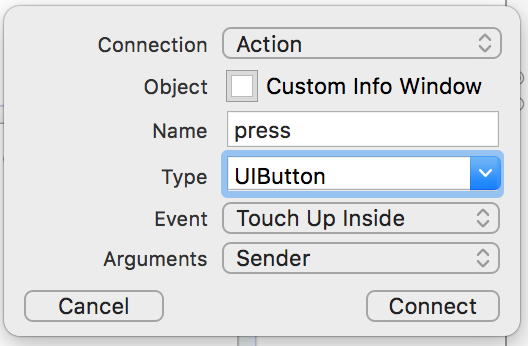 Connection Action
Object Custom Info Window
Name press
Type UIButton
Event Touch Up Inside
Arguments Sender
Cancel Connect